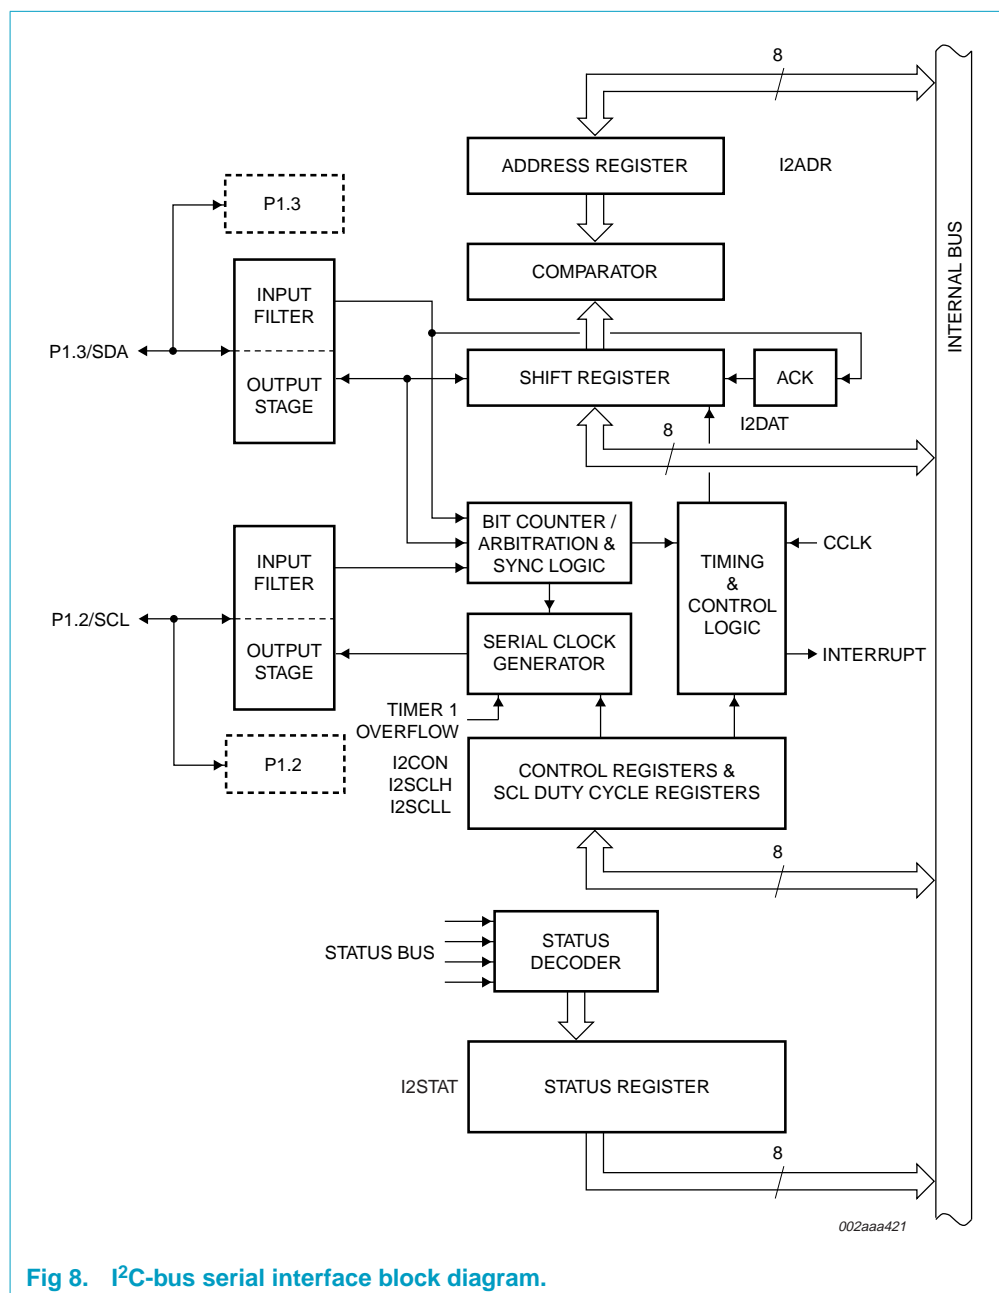 8
ADDRESS REGISTER
I2ADR
P1.3
INTERNAL BUS
COMPARATOR
INPUT
FILTER
P1.3/SDA
OUTPUT
STAGE
SHIFT REGISTER
ACK
I2DAT
8
BIT COUNTER /
ARBITRATION &
SYNC LOGIC
CCLK
INPUT
FILTER
TIMING
&
CONTROL
LOGIC
P1.2/SCL
OUTPUT
STAGE
SERIAL CLOCK
GENERATOR
INTERRUPT
TIMER 1
OVERFLOW
P1.2
I2CON
I2SCLH
I2SCLL
CONTROL REGISTERS &
SCL DUTY CYCLE REGISTERS
8
STATUS BUS
STATUS
DECODER
I2STAT
STATUS REGISTER
8
002aaa421
Fig 8. I²C-bus serial interface block diagram.